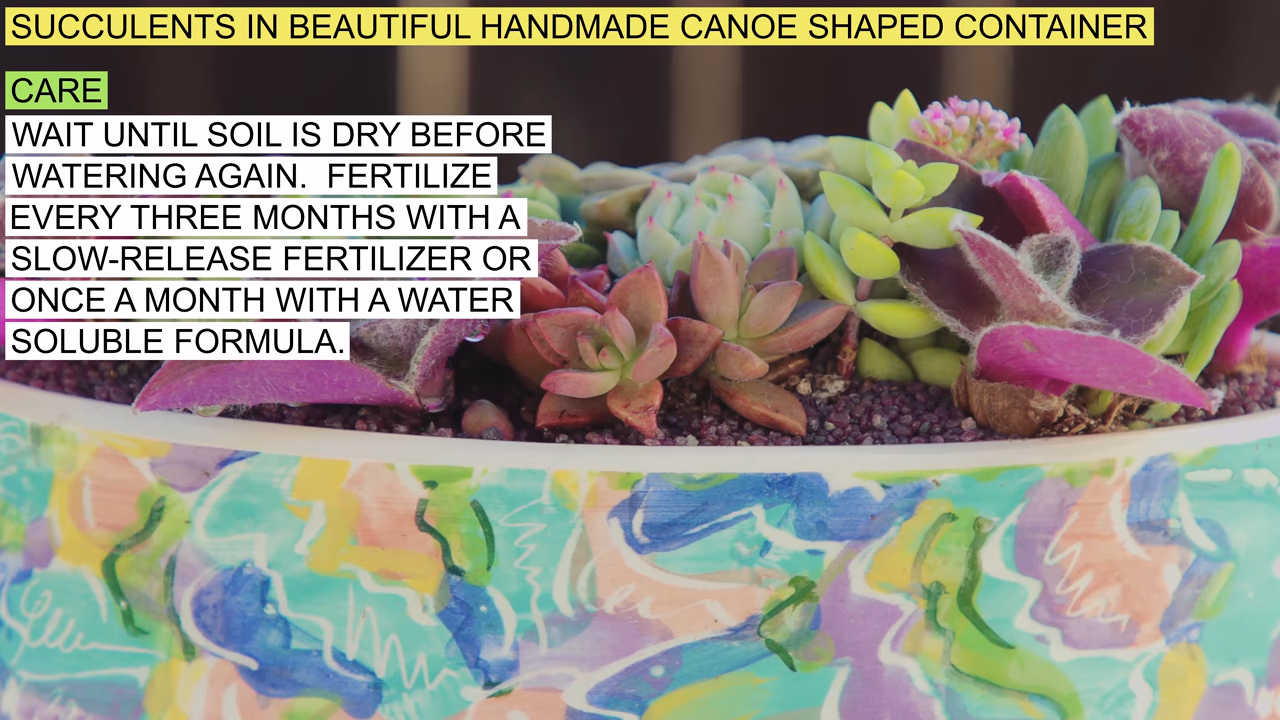 SUCCULENTS IN BEAUTIFUL HANDMADE CANOE SHAPED CONTAINER
CARE
WAIT UNTIL SOIL IS DRY BEFORE
WATERING AGAIN.  FERTILIZE
EVERY THREE MONTHS WITH A
SLOW-RELEASE FERTILIZER OR
ONCE A MONTH WITH A WATER
SOLUBLE FORMULA.